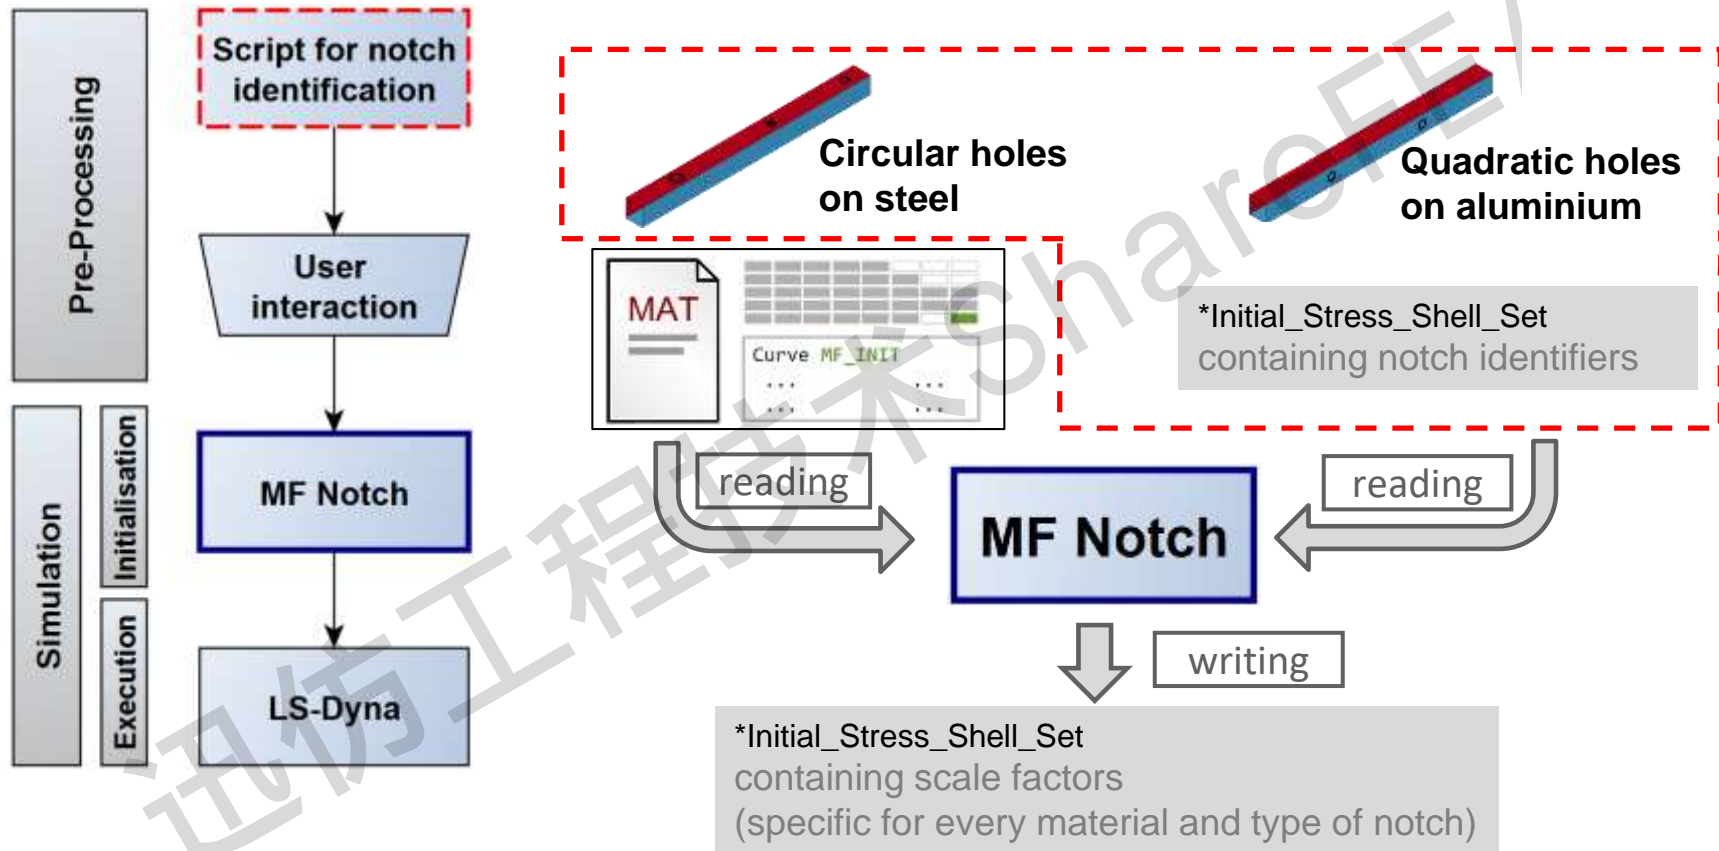 Pre-Processing
Script for notch
identification
User
interaction
Simulation
Initialisation
Execution
MF Notch
LS-Dyna
Circular holes
on steel
Quadratic holes
on aluminium
MAT
Curve MF_INIT
... ...
... ...
*Initial_Stress_Shell_Set
containing notch identifiers
reading
reading
MF Notch
writing
*Initial_Stress_Shell_Set
containing scale factors
(specific for every material and type of notch)
迅仿工程技术ShareFEA